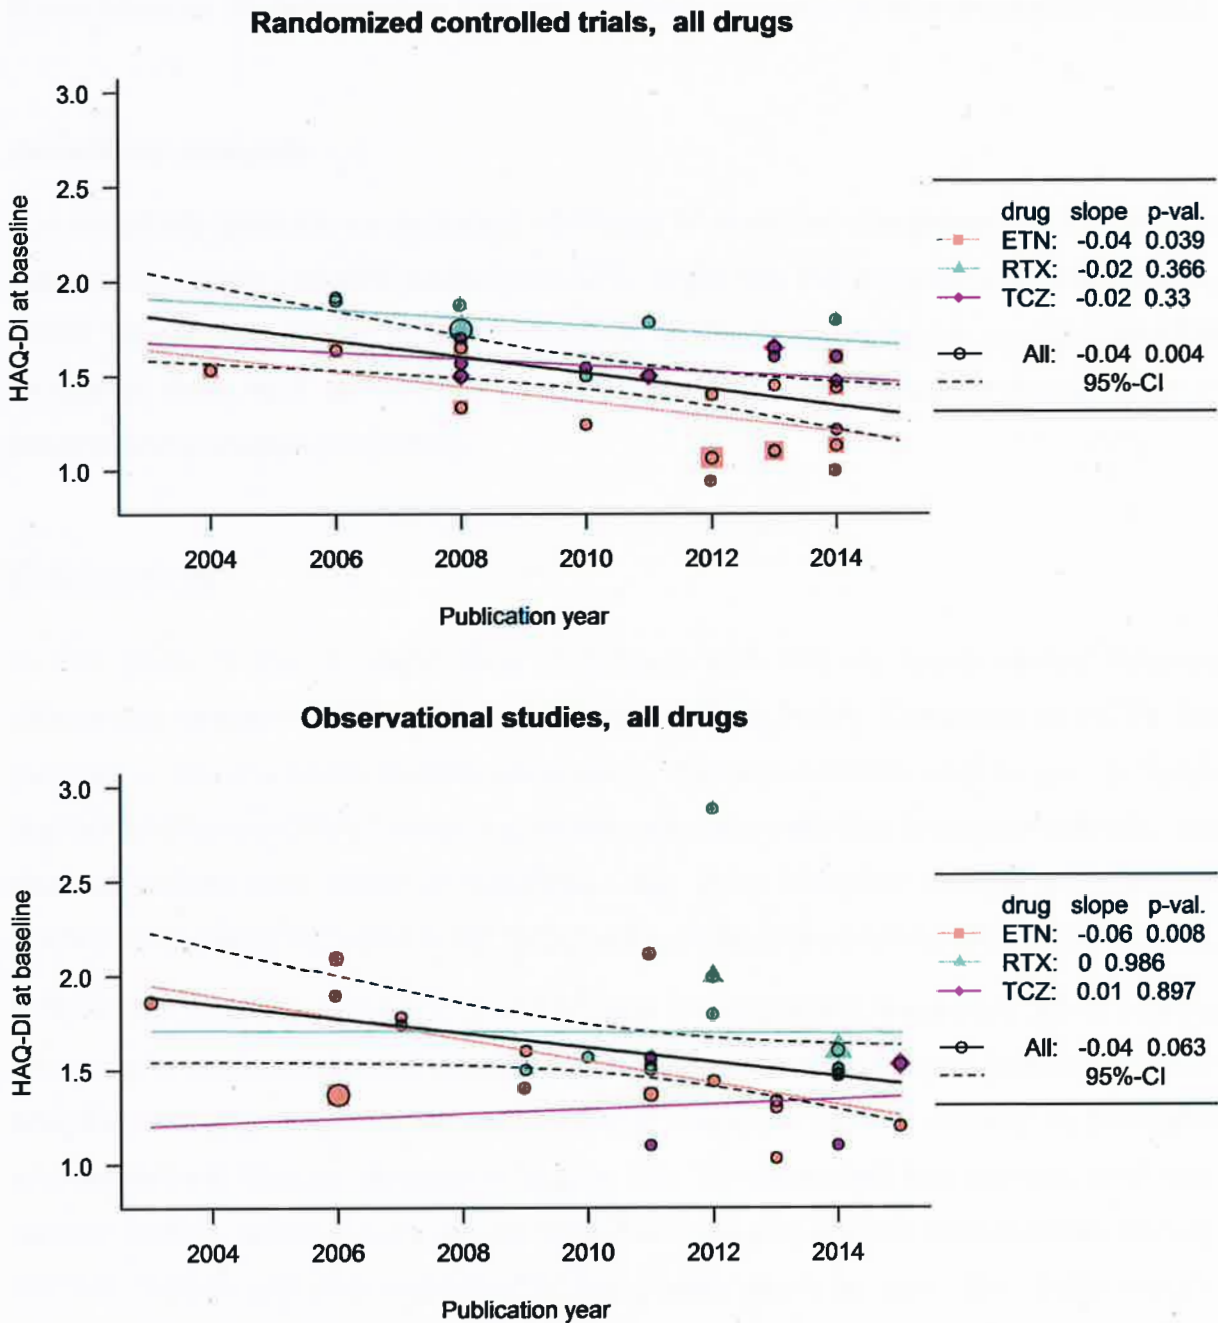 Randomized controlled trials, all drugs
3.0
2.5
2.0
1.5
1.0
HAQ-DI at baseline
2004 2006 2008 2010 2012 2014
Publication year
drug slope p-val.
ETN: -0.04 0.039
RTX: -0.02 0.366
TCZ: -0.02 0.33
All: -0.04 0.004
95%-CI
Observational studies, all drugs
3.0
2.5
2.0
1.5
1.0
HAQ-DI at baseline
2004 2006 2008 2010 2012 2014
Publication year
drug slope p-val.
ETN: -0.06 0.008
RTX: 0 0.986
TCZ: 0.01 0.897
All: -0.04 0.063
95%-CI